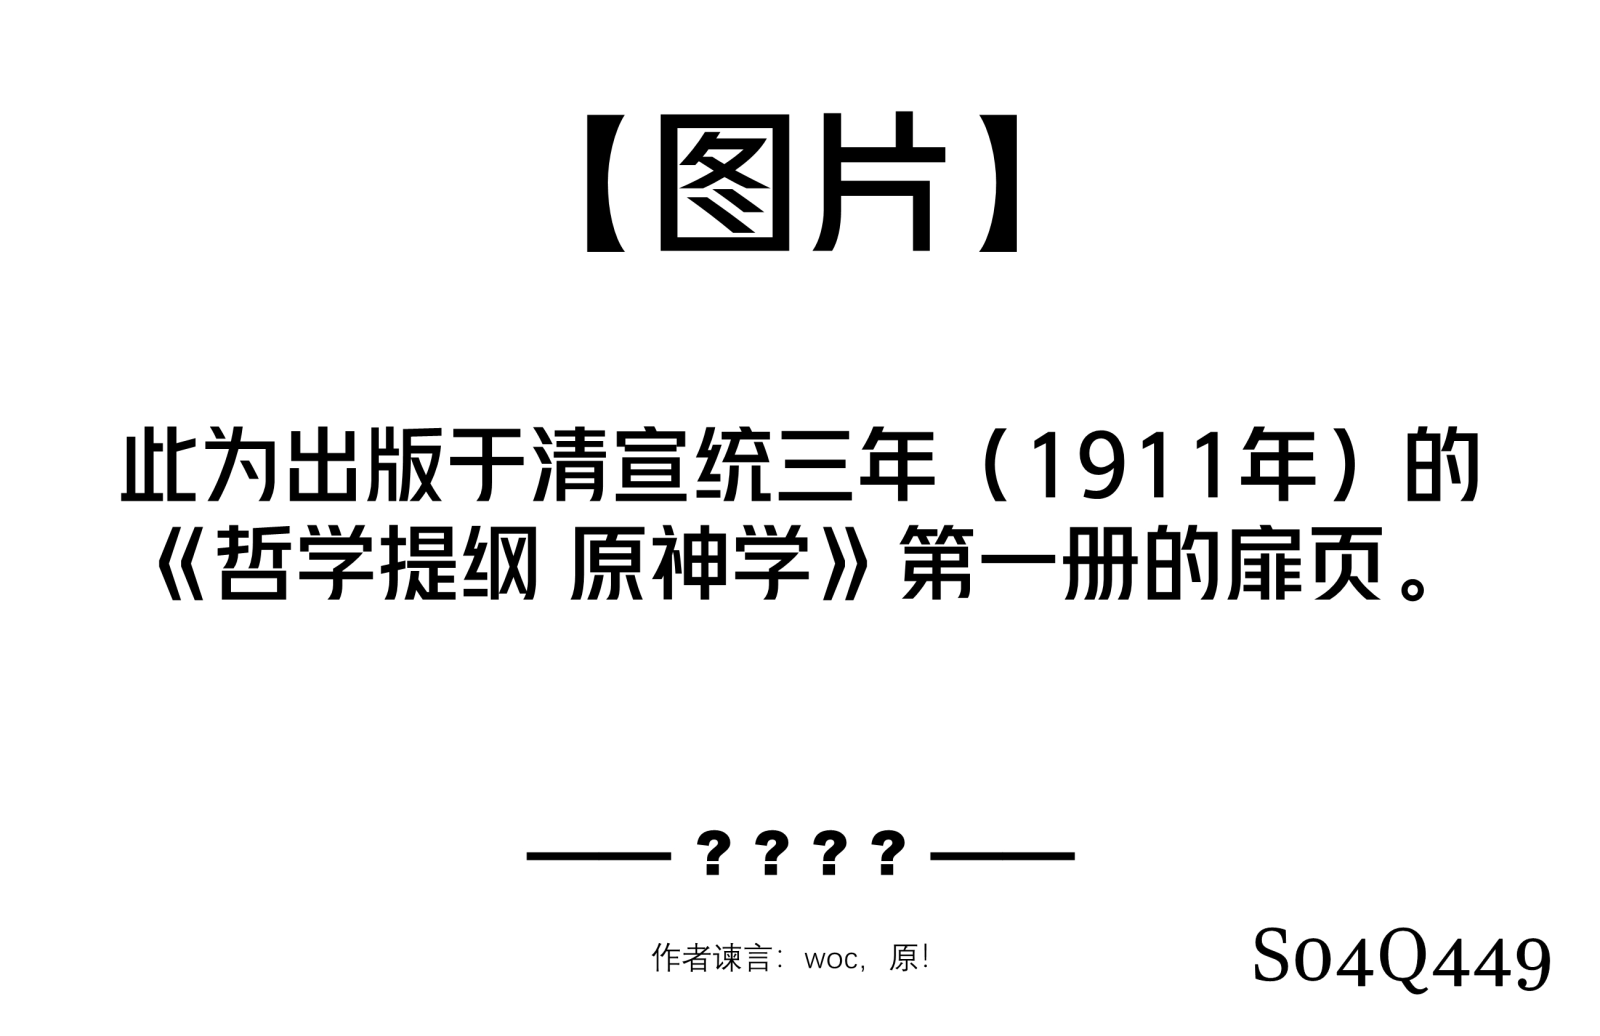 【图片】
此为出版于清宣统三年（1911年）的
《哲学提纲 原神学》第一册的扉页。
—— ? ? ? ? ——
作者谏言：woc，原！
So4Q449